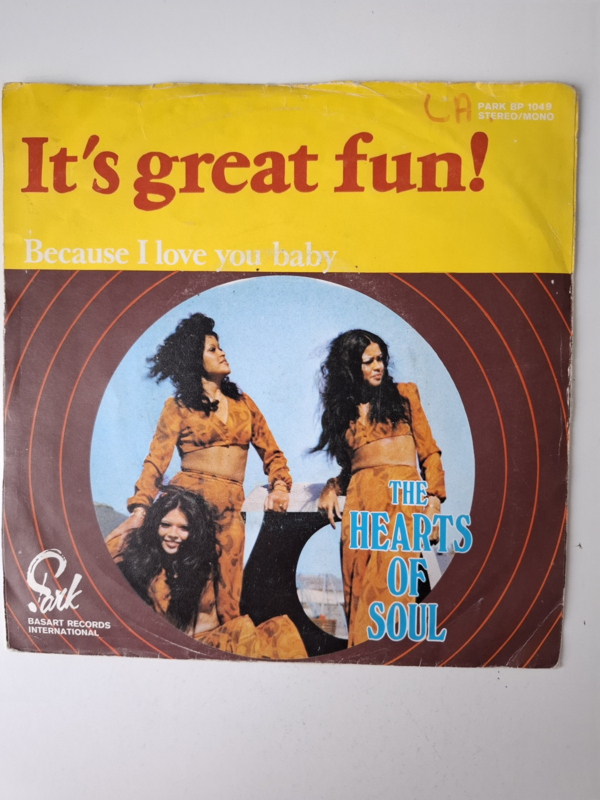 LA
PARK BP 1049
STEREO/MONO
It's great fun!
Because I love you baby
THE
HEARTS
OF
SOUL
Park
BASART RECORDS
INTERNATIONAL